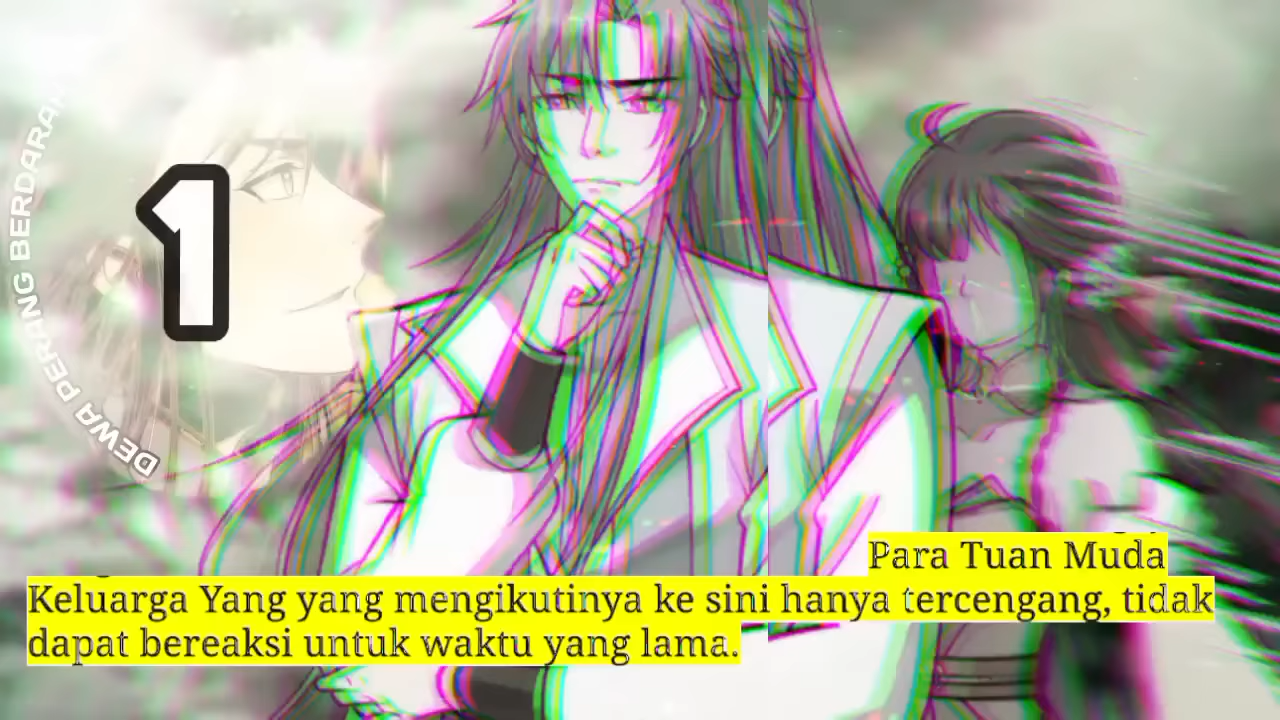 DEWA PERANG BERDARAH
1
Para Tuan Muda
Keluarga Yang yang mengikutinya ke sini hanya tercengang, tidak
dapat bereaksi untuk waktu yang lama.